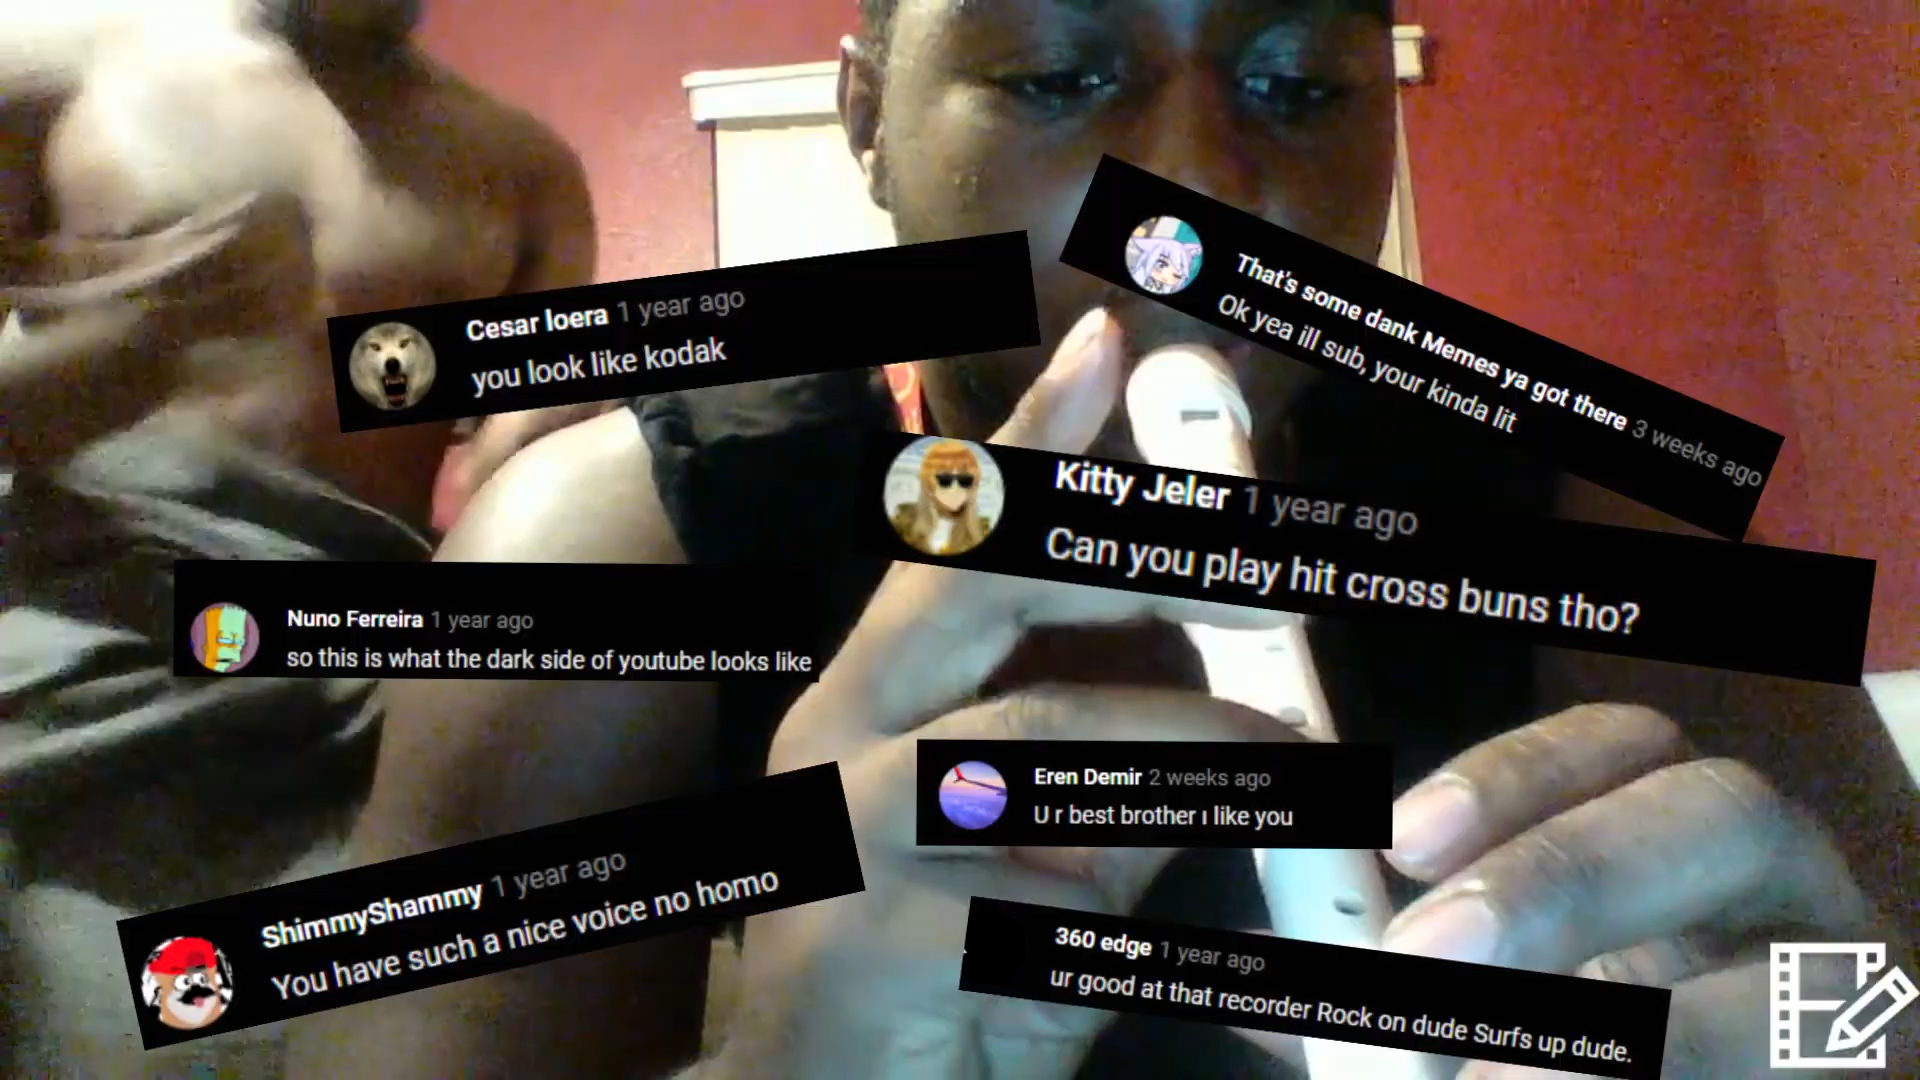 Cesar loera 1 year ago
you look like kodak
That's some dank Memes ya got there 3 weeks ago
Ok yea ill sub, your kinda lit
Kitty Jeler 1 year ago
Can you play hit cross buns tho?
Nuno Ferreira 1 year ago
so this is what the dark side of youtube looks like
Eren Demir 2 weeks ago
U r best brother ı like you
ShimmyShammy 1 year ago
You have such a nice voice no homo
360 edge 1 year ago
ur good at that recorder Rock on dude Surfs up dude.